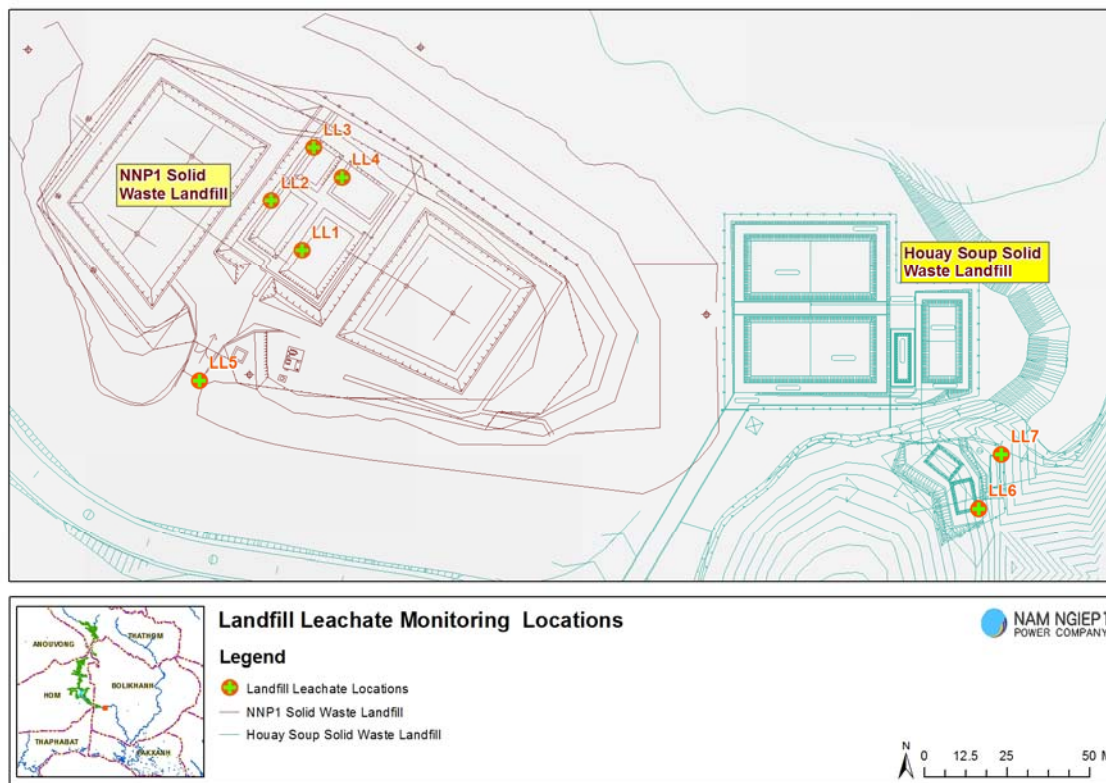 LL3
LL4
NNP1 Solid
Waste Landfill
LL2
LL1
Houay Soup Solid
Waste Landfill
LL5
LL7
LL6
Landfill Leachate Monitoring Locations
NAM NGIEP 1
POWER COMPANY
Legend
Landfill Leachate Locations
NNP1 Solid Waste Landfill
Houay Soup Solid Waste Landfill
ANOUVONG
THATHOM
HOM
BOLIKHANH
THAPHABAT
PAKXANH
N
0 12.5 25 50 M